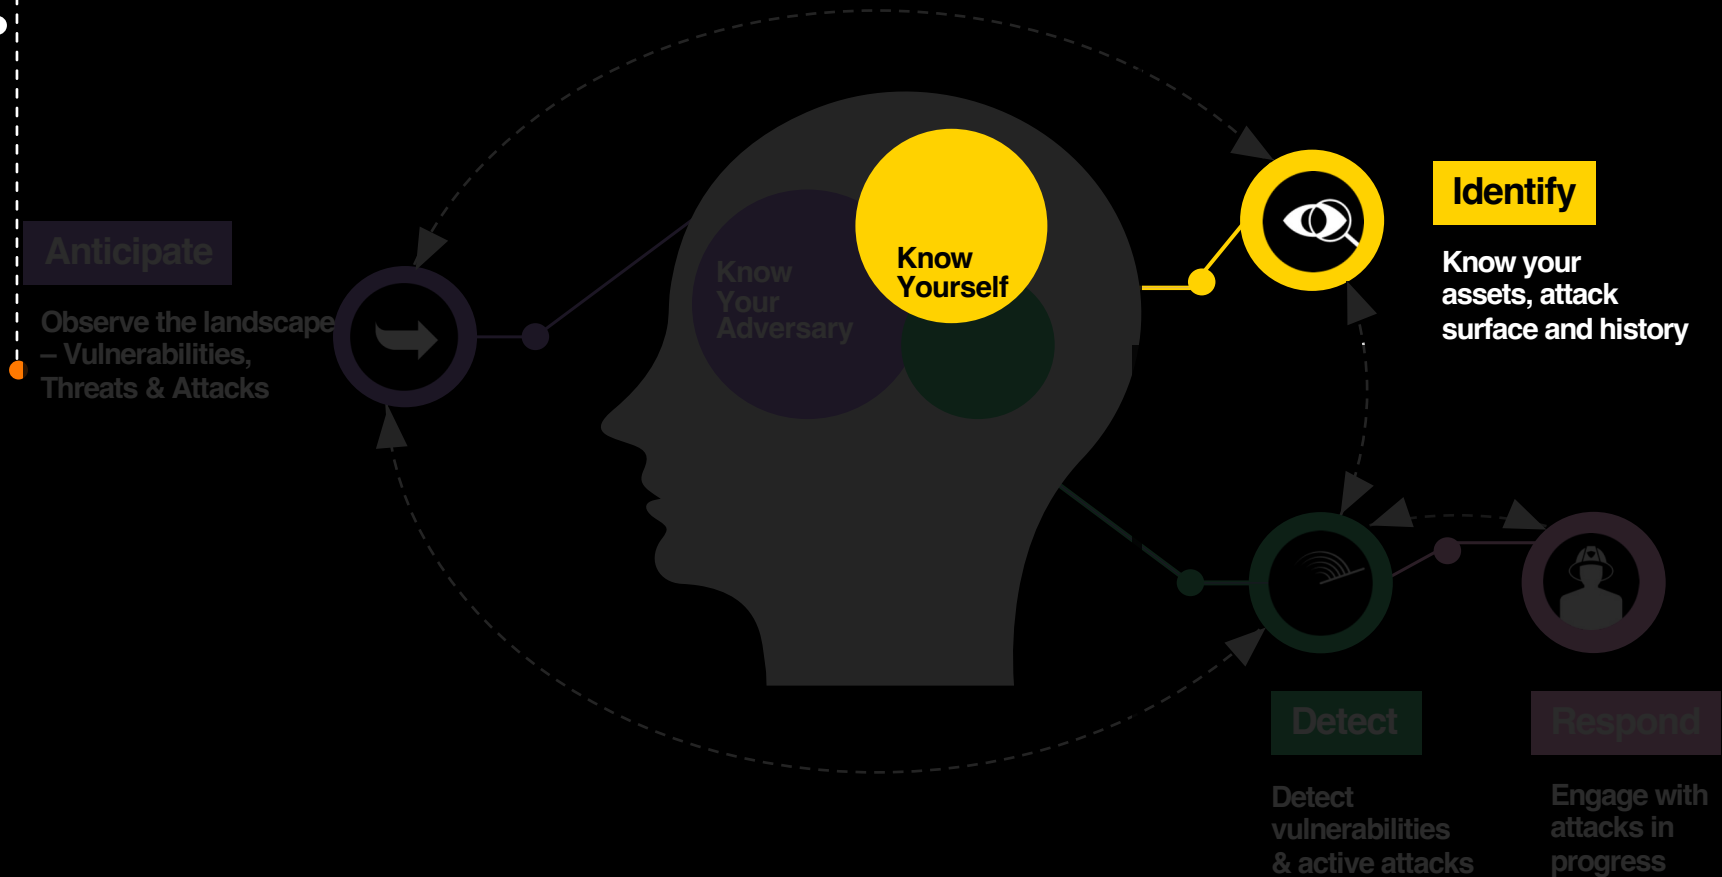 Anticipate
Observe the landscape
– Vulnerabilities,
Threats & Attacks
Know
Your
Adversary
Know
Yourself
Identify
Know your
assets, attack
surface and history
Detect
Detect
vulnerabilities
& active attacks
Respond
Engage with
attacks in
progress